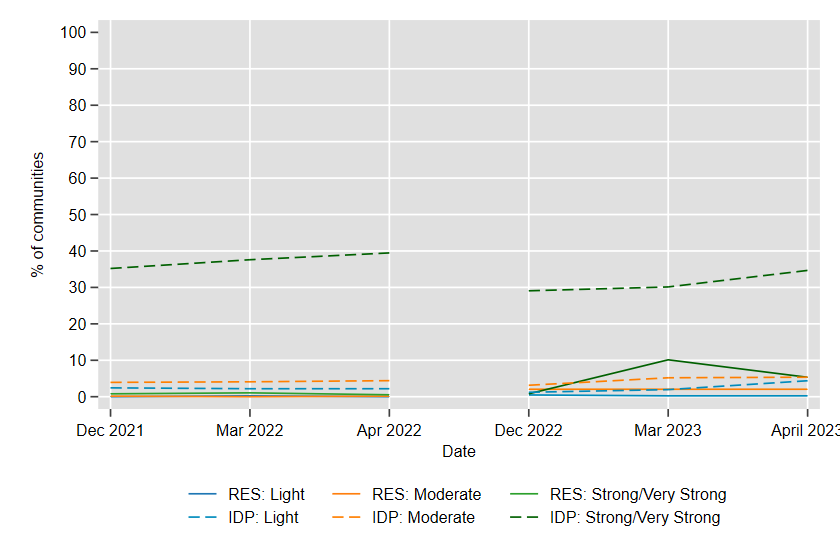 100
90
80
70
60
50
40
30
20
10
0
% of communities
Dec 2021 Mar 2022 Apr 2022 Dec 2022 Mar 2023 April 2023
Date
RES: Light RES: Moderate RES: Strong/Very Strong
IDP: Light IDP: Moderate IDP: Strong/Very Strong